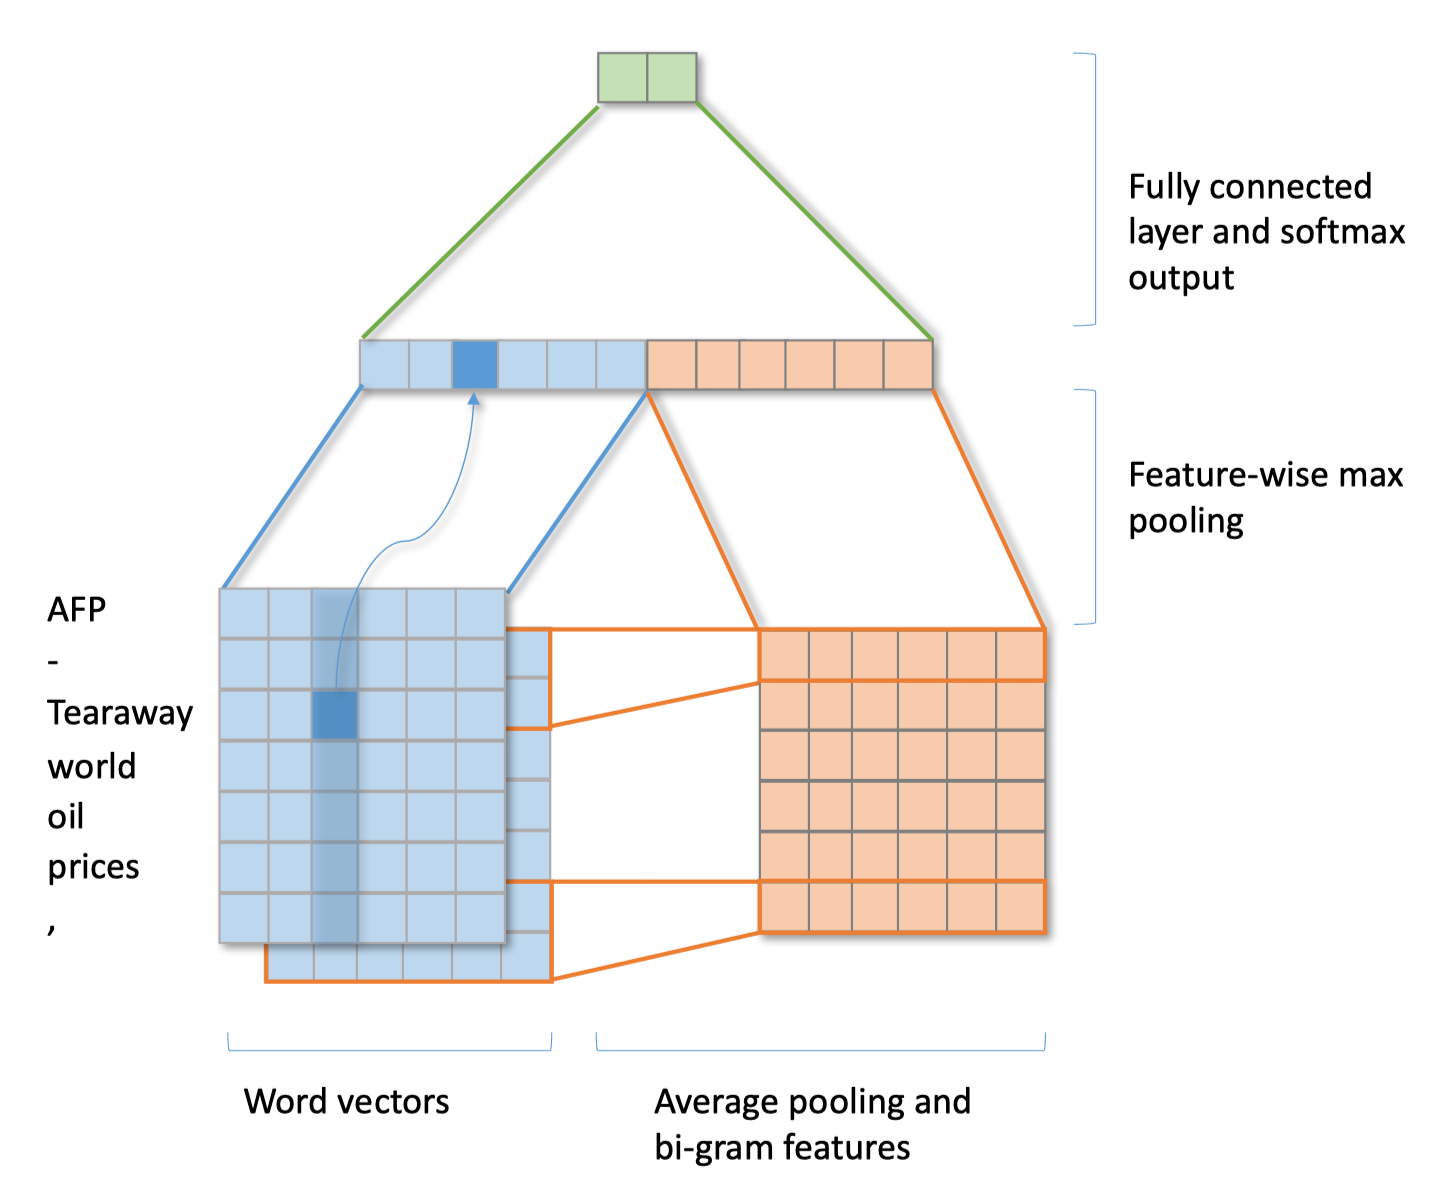 Fully connected
layer and softmax
output
Feature-wise max
pooling
AFP
-
Tearaway
world
oil
prices
,
Word vectors
Average pooling and
bi-gram features